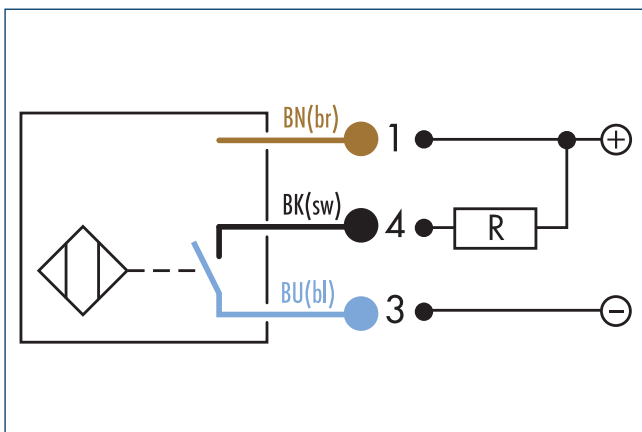 BN(br) 1 +
BK(sw) 4 R
BU(bl) 3 −